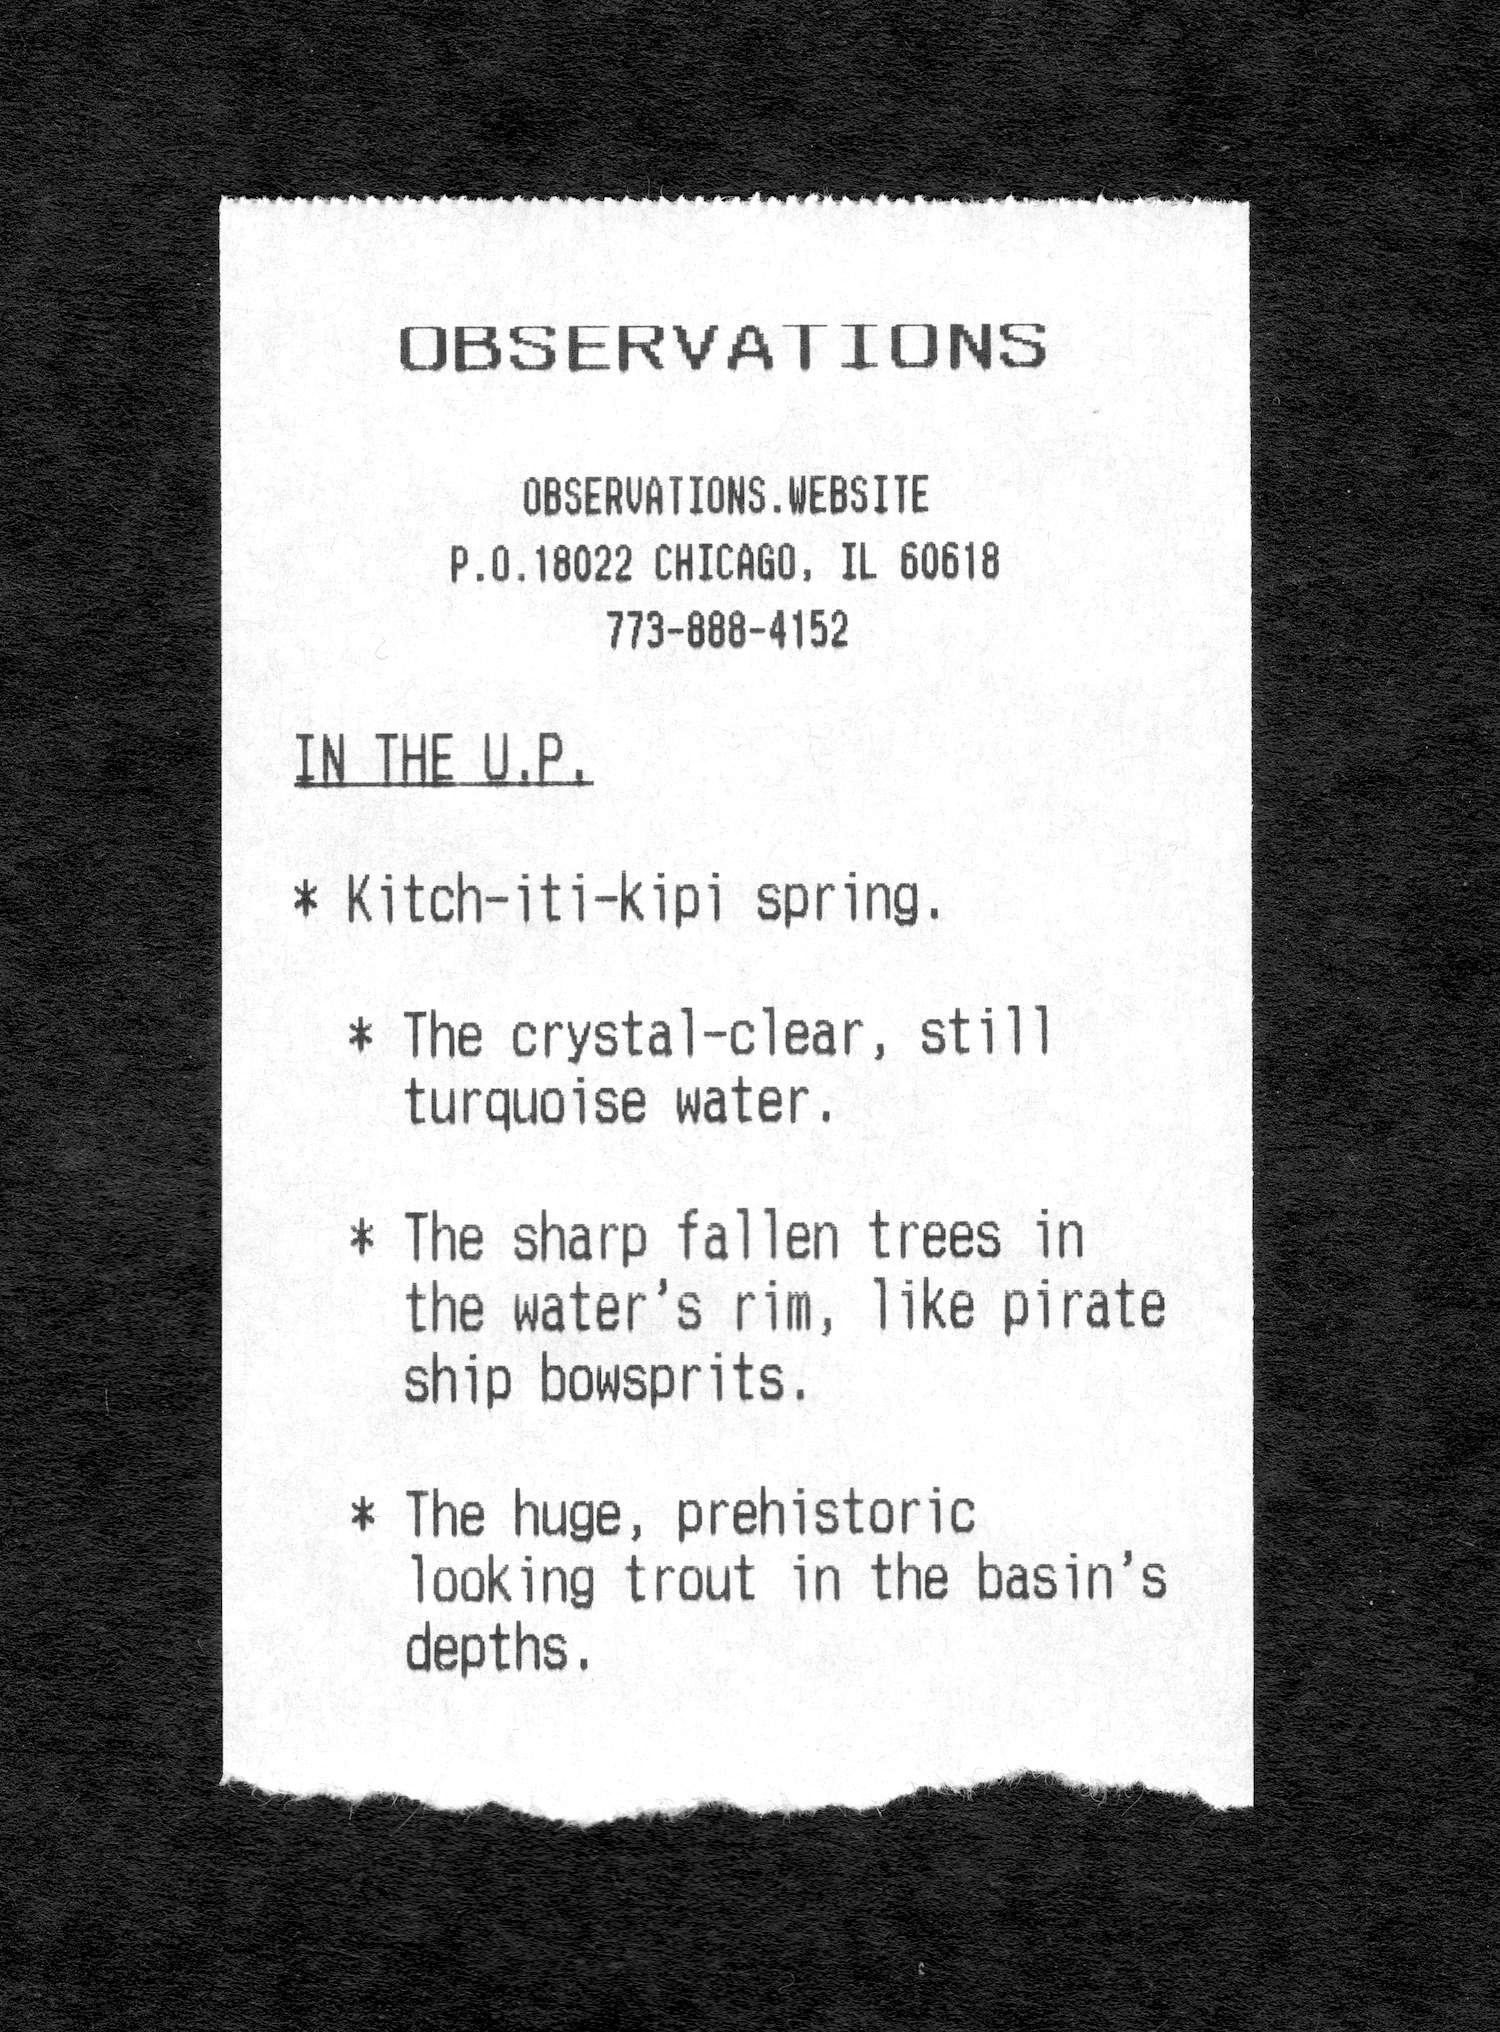 OBSERVATIONS
OBSERVATIONS.WEBSITE
P.O.18022 CHICAGO, IL 60618
773-888-4152
IN THE U.P.
* Kitch-iti-kipi spring.
* The crystal-clear, still
turquoise water.
* The sharp fallen trees in
the water's rim, like pirate
ship bowsprits.
* The huge, prehistoric
looking trout in the basin's
depths.